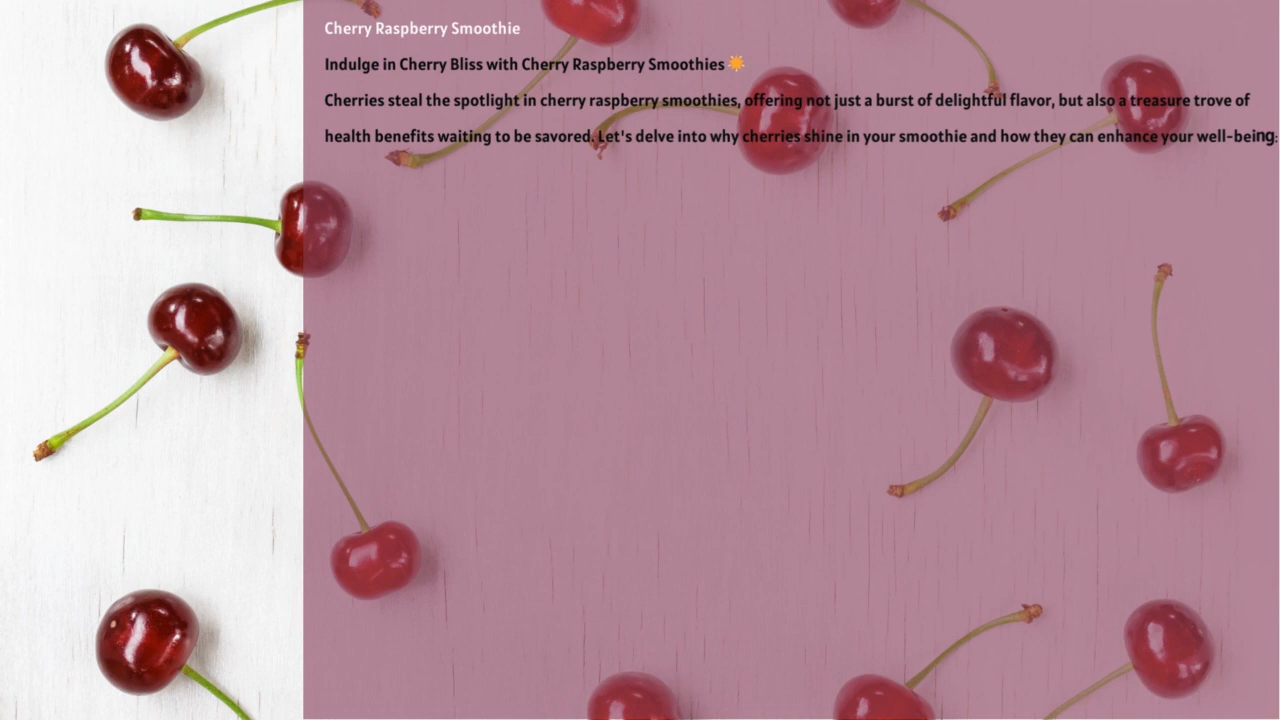 Cherry Raspberry Smoothie
Indulge in Cherry Bliss with Cherry Raspberry Smoothies ☀️
Cherries steal the spotlight in cherry raspberry smoothies, offering not just a burst of delightful flavor, but also a treasure trove of
health benefits waiting to be savored. Let's delve into why cherries shine in your smoothie and how they can enhance your well-being.